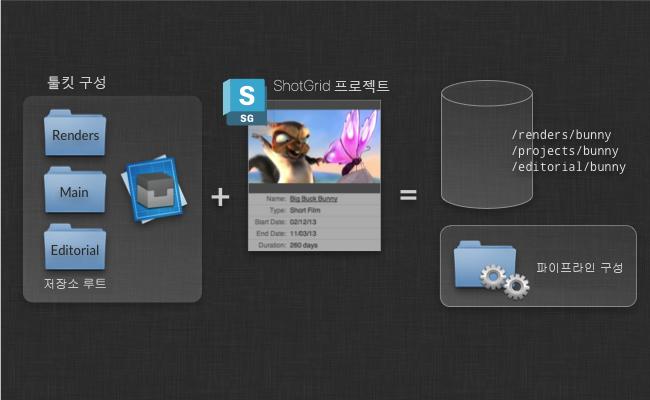 툴킷 구성
Renders
Main
Editorial
저장소 루트
+
S
SG
ShotGrid 프로젝트
Name: Big Buck Bunny
Type: Short Film
Start Date: 02/12/13
End Date: 11/03/13
Duration: 260 days
=
/renders/bunny
/projects/bunny
/editorial/bunny
파이프라인 구성